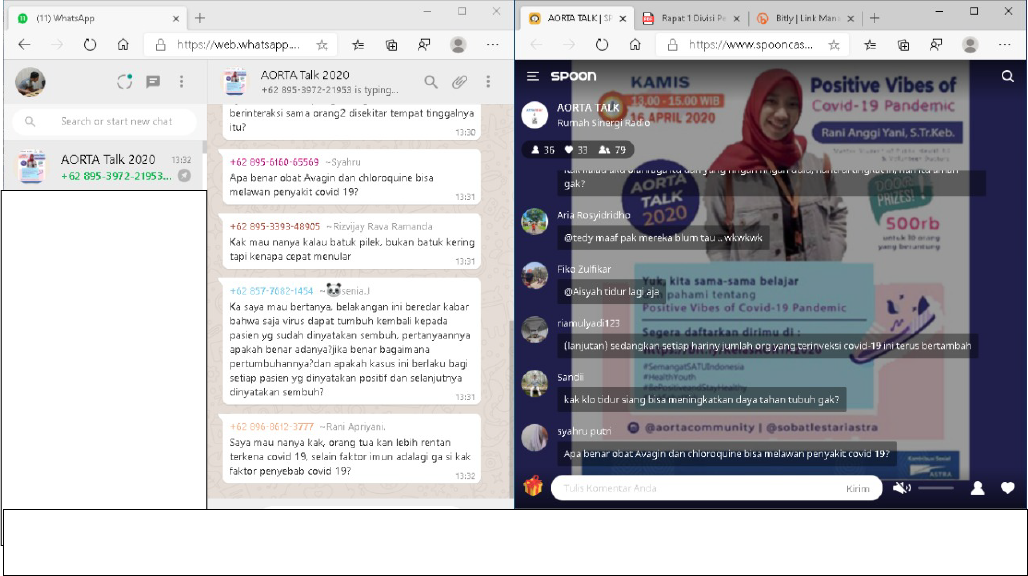 (11) WhatsApp
https://web.whatsapp....
AORTA Talk 2020
+62 895-3972-21953 is typing...
Search or start new chat
AORTA Talk 2020 13:32
+62 895-3972-21953...
berinteraksi sama orang2 disekitar tempat tinggalnya
itu?
13:30
+62 895-6160-65569 ~Syahru
Apa benar obat Avagin dan chloroquine bisa
melawan penyakit covid 19?
13:31
+62 895-3393-48905 ~Rizvijay Rava Ramanda
Kak mau nanya kalau batuk pilek, bukan batuk kering
tapi kenapa cepat menular
13:31
+62 857-7082-1454 ~🐼senia.J
Ka saya mau bertanya, belakangan ini beredar kabar
bahwa saja virus dapat tumbuh kembali kepada
pasien yg sudah dinyatakan sembuh, pertanyaannya
apakah benar adanya?jika benar bagaimana
pertumbuhannya?dan apakah kasus ini berlaku bagi
setiap pasien yg dinyatakan positif dan selanjutnya
dinyatakan sembuh?
13:31
+62 896-8612-3777 ~Rani Apriyani.
Saya mau nanya kak, orang tua kan lebih rentan
terkena covid 19, selain faktor imun adalagi ga si kak
faktor penyebab covid 19?
13:32
AORTA TALK | SP
Rapat 1 Divisi Pe
Bitly | Link Man
https://www.spooncas...
SPOON
AORTA TALK
Rumah Sinergi Radio
36 33 79
KAMIS
13.00 - 15.00 WIB
16 APRIL 2020
Positive Vibes of
Covid-19 Pandemic
Rani Anggi Yani, S.Tr.Keb.
AORTA
TALK
2020
PRIZES!
500rb
gak?
Aria Rosyidridho
@tedy maaf pak mereka blum tau .. wkwkwk
Fiko Zulfikar
@Aisyah tidur lagi aja
Yuk, kita sama-sama belajar
pahami tentang
Positive Vibes of Covid-19 Pandemic
Segera daftarkan dirimu di :
riamulyadi123
(lanjutan) sedangkan setiap hariny jumlah org yang terinveksi covid-19 ini terus bertambah
#SemangatSATUIndonesia
#HealthYouth
Sandii
kak klo tidur siang bisa meningkatkan daya tahan tubuh gak?
@aortacommunity | @sobatlestariastra
syahru putri
Apa benar obat Avagin dan chloroquine bisa melawan penyakit covid 19?
ASTRA
Tulis Komentar Anda
Kirim